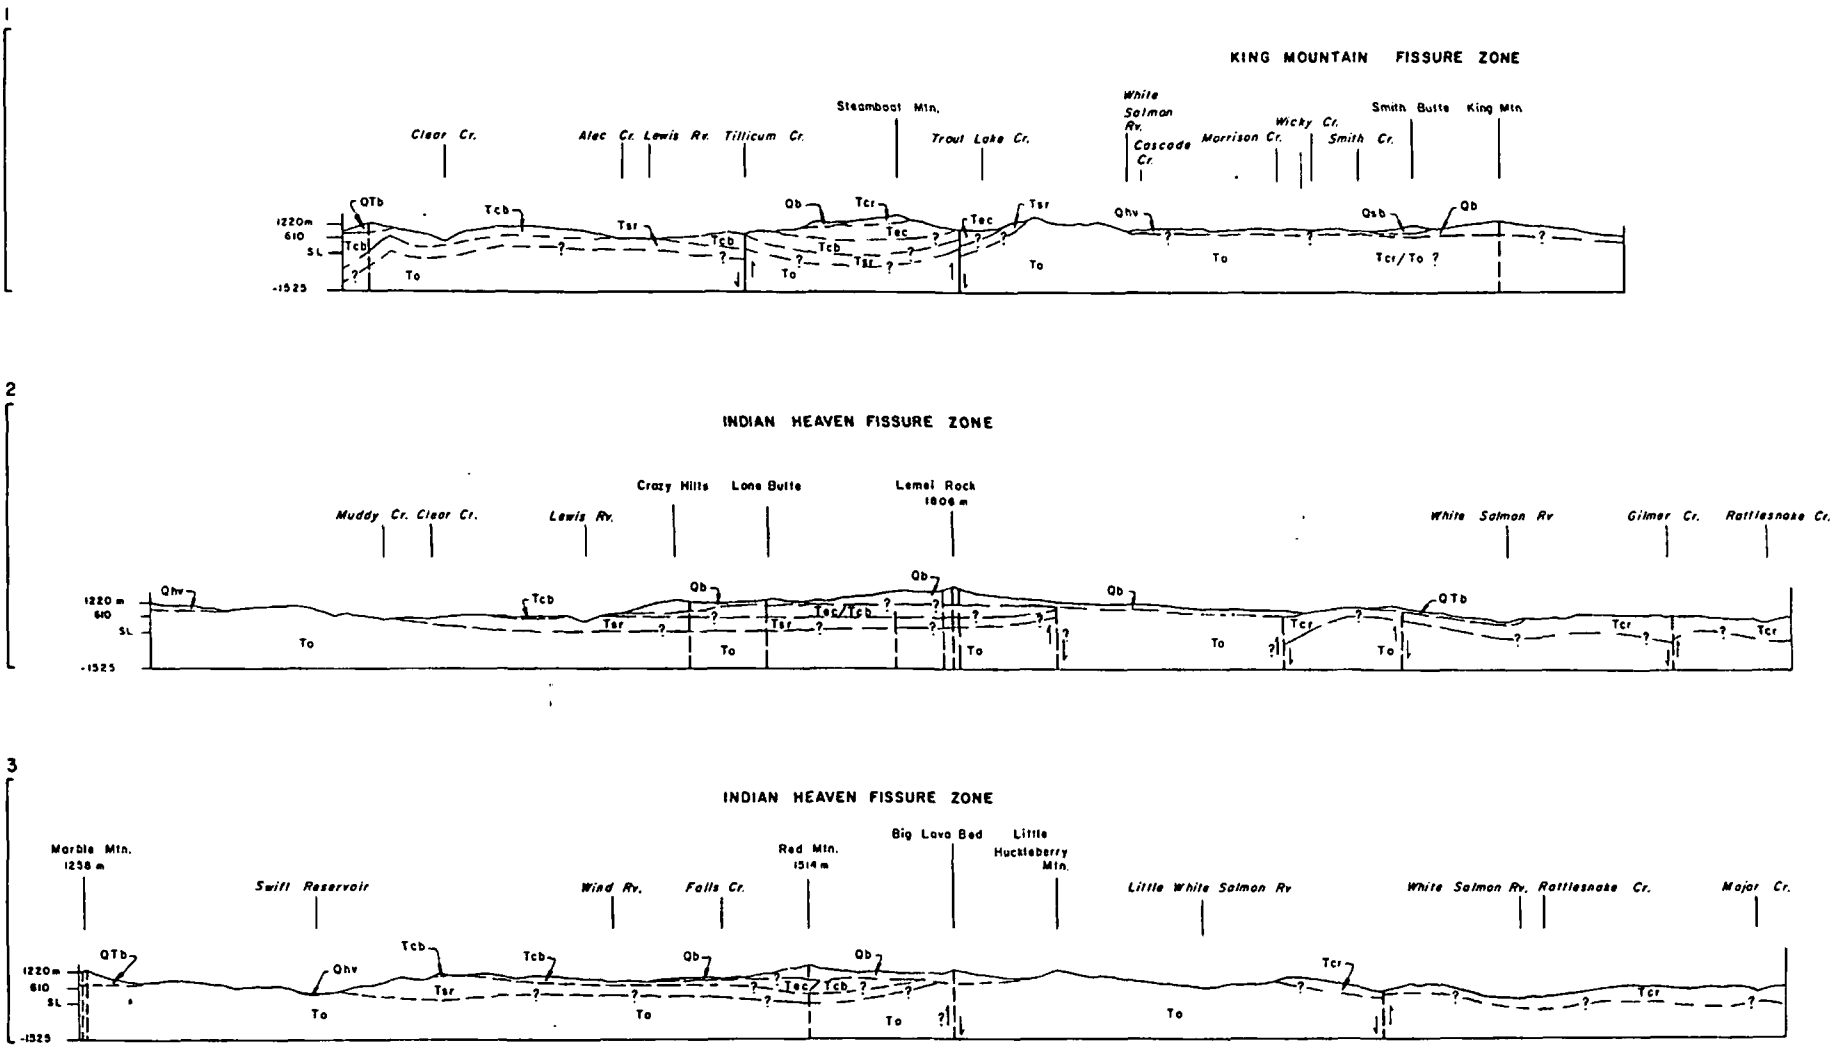 1
KING MOUNTAIN FISSURE ZONE
White
Salmon
Rv.
Cascade
Cr.
Steamboat Mtn.
Smith Butte King Mtn
Clear Cr.
Alec Cr. Lewis Rv. Tillicum Cr.
Trout Lake Cr.
Morrison Cr.
Wicky Cr.
Smith Cr.
QTb Tcb Tsr Qb Tcr Tec Tsr Qhv Qsb Qb
1220m
610
SL
-1525
Tcb ? To ? Tcb ? To ? Tcb Tsr Tec ? ? ? ? ? To ? To ? Tcr/To ? ?
2
INDIAN HEAVEN FISSURE ZONE
Crazy Hills Lone Butte Lemei Rock
1806 m
Muddy Cr. Clear Cr. Lewis Rv. White Salmon Rv Gilmer Cr. Rattlesnake Cr.
Qhv Tcb Qb Qb Qb QTb
1220 m
610
SL
-1525
To Tsr ? ? To Tec/Tcb Tsr ? ? ? ? ? ? To ? To ? Tcr ? To ? Tcr ? ? Tcr
3
INDIAN HEAVEN FISSURE ZONE
Marble Mtn.
1238 m
Red Mtn.
1514 m
Big Lava Bed
Little
Huckleberry
Mtn.
Swift Reservoir Wind Rv. Falls Cr. Little White Salmon Rv White Salmon Rv. Rattlesnake Cr. Major Cr.
QTb Qhv Tcb Tcb Qb Qb Tcr
1220m
610
SL
-1525
To Tsr ? To ? ? ? ? Tec/Tcb ? ? ? To ? To ? ? ? Tcr ?